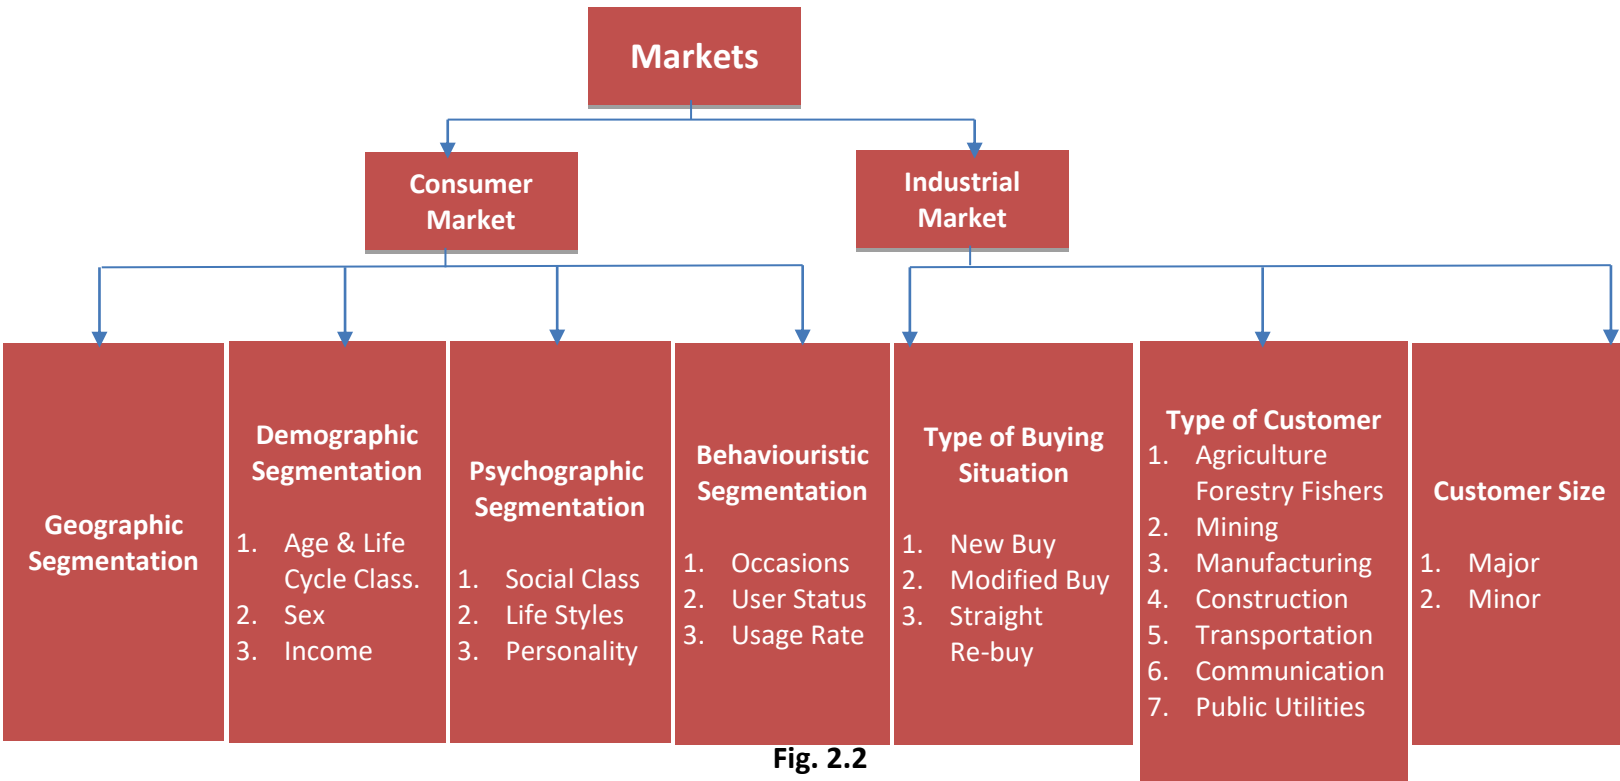 Markets
Consumer
Market
Industrial
Market
Geographic
Segmentation
Demographic
Segmentation
1. Age & Life
Cycle Class.
2. Sex
3. Income
Psychographic
Segmentation
1. Social Class
2. Life Styles
3. Personality
Behaviouristic
Segmentation
1. Occasions
2. User Status
3. Usage Rate
Type of Buying
Situation
1. New Buy
2. Modified Buy
3. Straight
Re-buy
Type of Customer
1. Agriculture
Forestry Fishers
2. Mining
3. Manufacturing
4. Construction
5. Transportation
6. Communication
7. Public Utilities
Customer Size
1. Major
2. Minor
Fig. 2.2